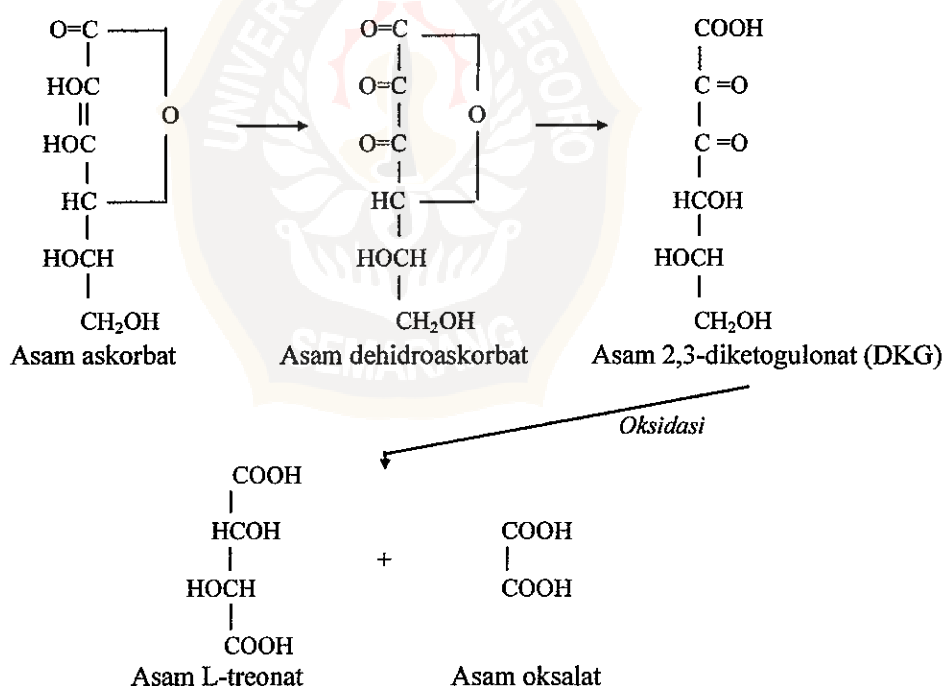 O=C
HOC
HOC
O
HC
HOCH
CH₂OH
Asam askorbat
O=C
O=C
O=C
O
HC
HOCH
CH₂OH
Asam dehidroaskorbat
COOH
C=O
C=O
HCOH
HOCH
CH₂OH
Asam 2,3-diketogulonat (DKG)
Oksidasi
COOH
HCOH
HOCH
COOH
Asam L-treonat
+
COOH
COOH
Asam oksalat
SEMARANG